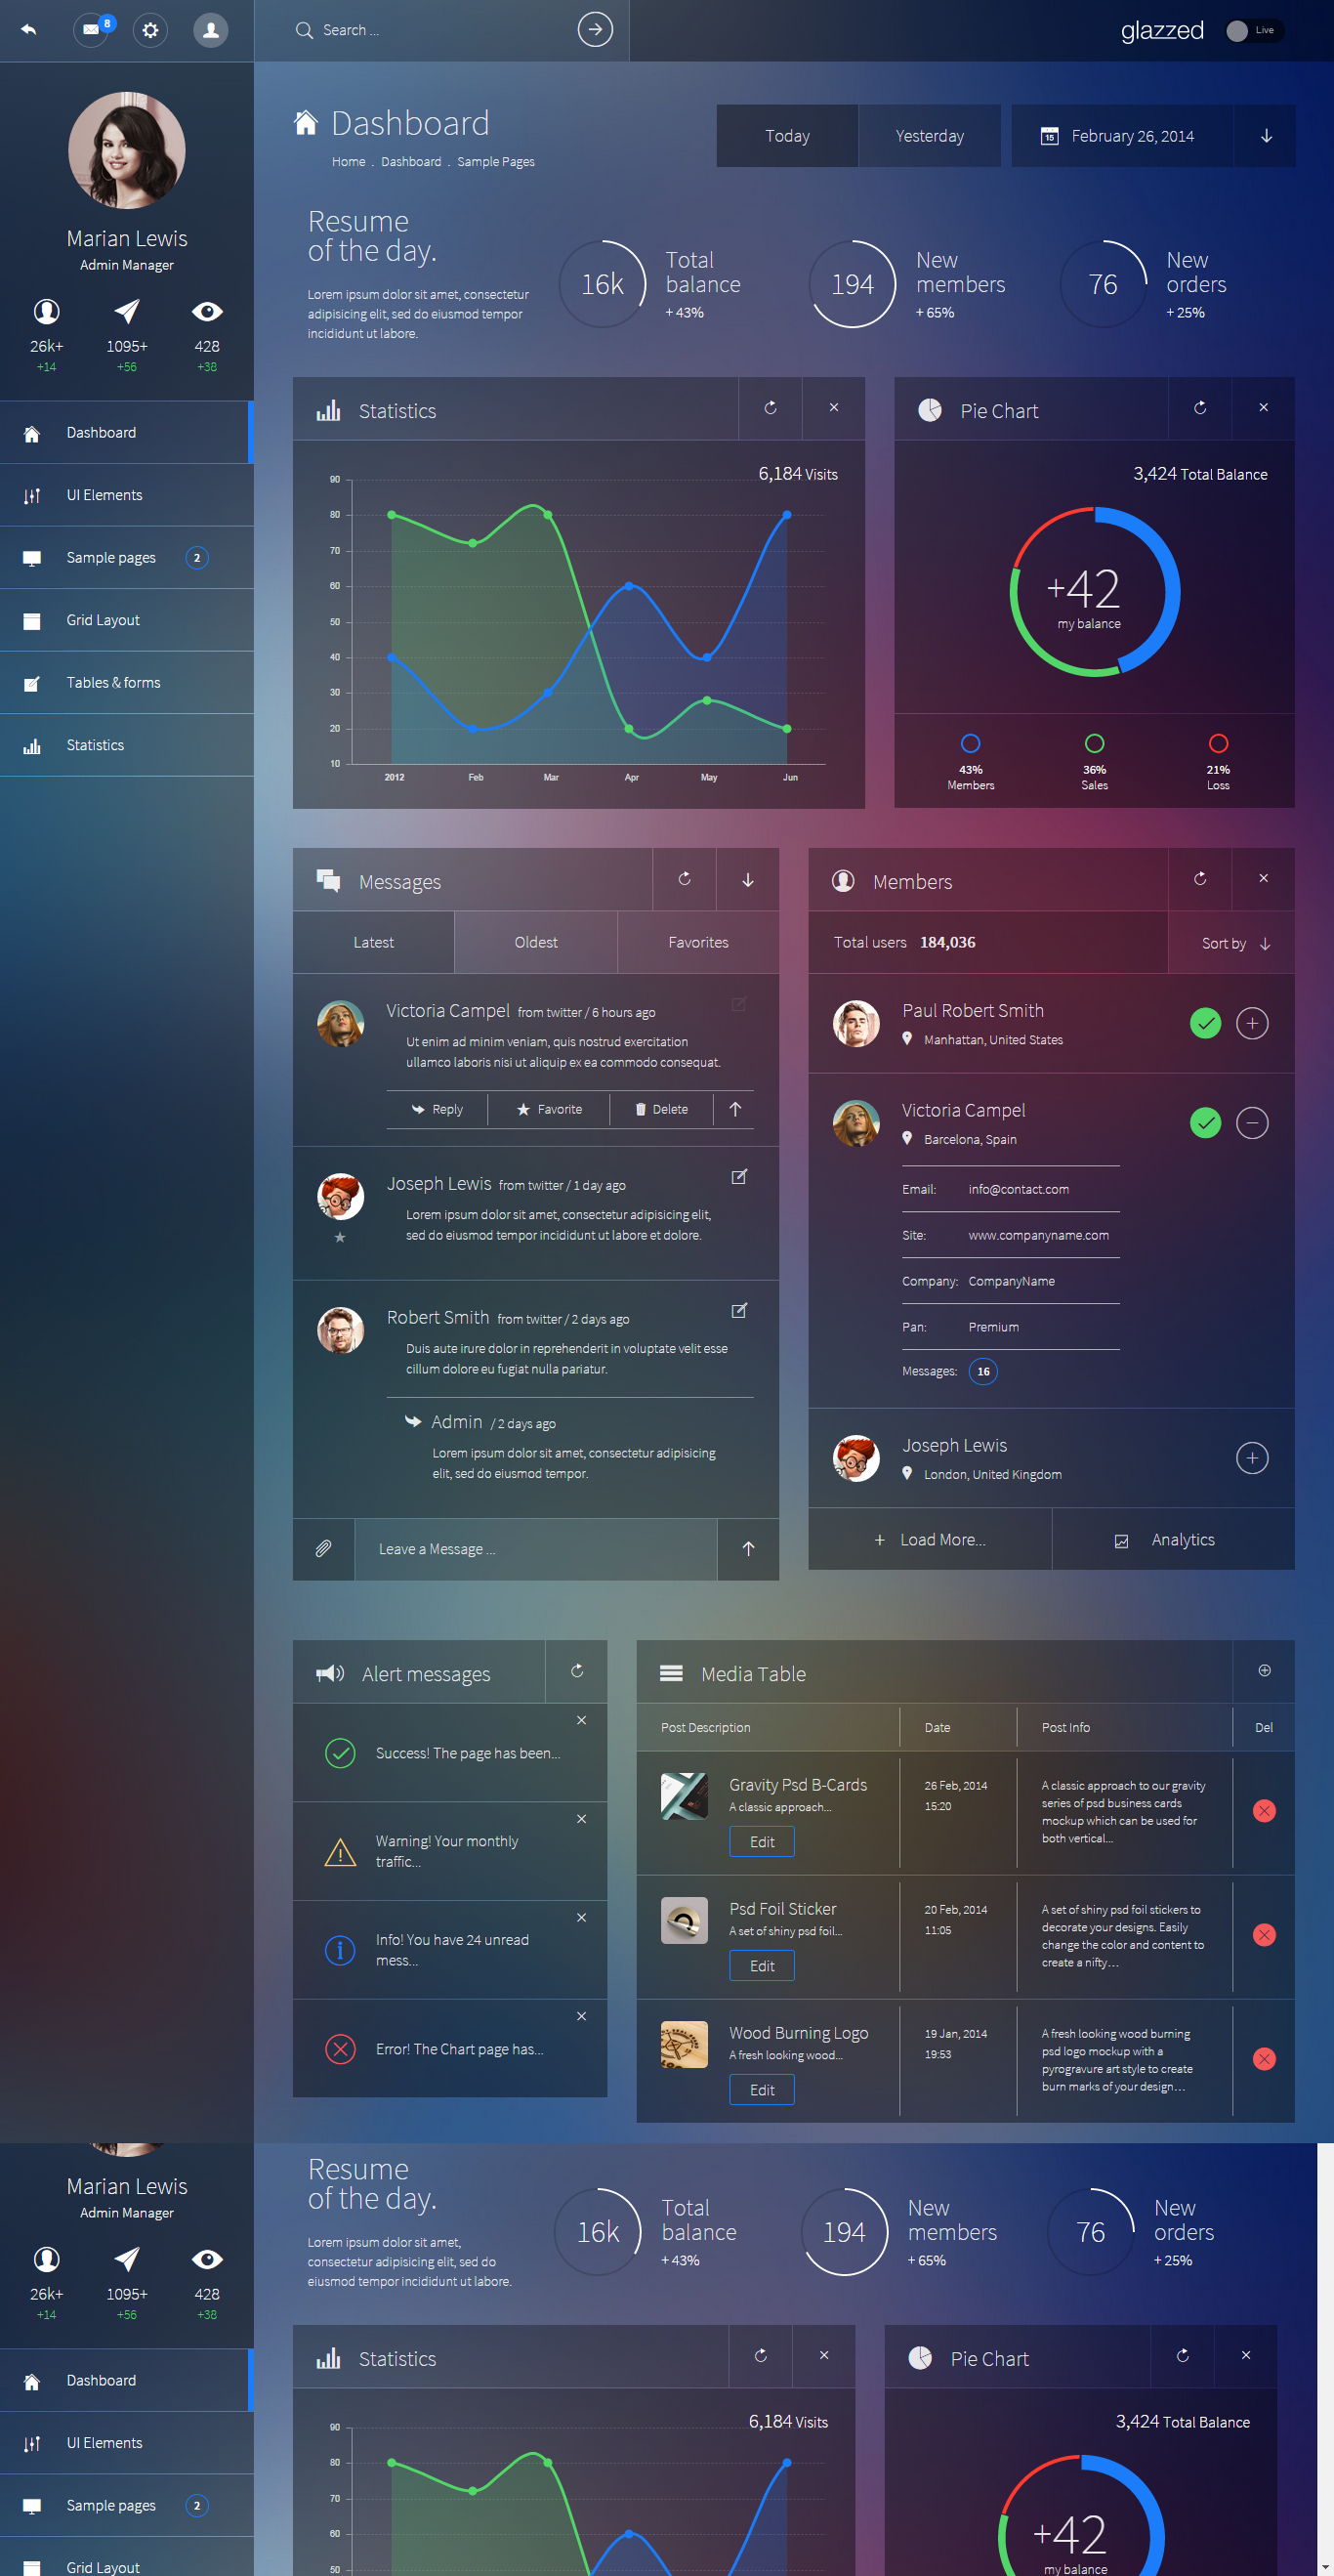 8
Search ...
glazzed
Live
Marian Lewis
Admin Manager
26k+ 1095+ 428
+14 +56 +38
Dashboard
UI Elements
Sample pages 2
Grid Layout
Tables & forms
Statistics
Dashboard
Home . Dashboard . Sample Pages
Today Yesterday
15 February 26, 2014
Resume
of the day.
Lorem ipsum dolor sit amet, consectetur
adipisicing elit, sed do eiusmod tempor
incididunt ut labore.
16k
Total
balance
+ 43%
194
New
members
+ 65%
76
New
orders
+ 25%
Statistics
6,184 Visits
90
80
70
60
50
40
30
20
10
2012 Feb Mar Apr May Jun
Pie Chart
3,424 Total Balance
+42
my balance
43% 36% 21%
Members Sales Loss
Messages
Latest Oldest Favorites
Victoria Campel from twitter / 6 hours ago
Ut enim ad minim veniam, quis nostrud exercitation
ullamco laboris nisi ut aliquip ex ea commodo consequat.
Reply Favorite Delete
Joseph Lewis from twitter / 1 day ago
Lorem ipsum dolor sit amet, consectetur adipisicing elit,
sed do eiusmod tempor incididunt ut labore et dolore.
Robert Smith from twitter / 2 days ago
Duis aute irure dolor in reprehenderit in voluptate velit esse
cillum dolore eu fugiat nulla pariatur.
Admin / 2 days ago
Lorem ipsum dolor sit amet, consectetur adipisicing
elit, sed do eiusmod tempor.
Leave a Message ...
Members
Total users 184,036
Sort by
Paul Robert Smith
Manhattan, United States
Victoria Campel
Barcelona, Spain
Email: info@contact.com
Site: www.companyname.com
Company: CompanyName
Pan: Premium
Messages: 16
Joseph Lewis
London, United Kingdom
+ Load More...
Analytics
Alert messages
Success! The page has been...
Warning! Your monthly
traffic...
Info! You have 24 unread
mess...
Error! The Chart page has...
Media Table
Post Description Date Post Info Del
Gravity Psd B-Cards
A classic approach...
Edit
26 Feb, 2014
15:20
A classic approach to our gravity
series of psd business cards
mockup which can be used for
both vertical...
Psd Foil Sticker
A set of shiny psd foil...
Edit
20 Feb, 2014
11:05
A set of shiny psd foil stickers to
decorate your designs. Easily
change the color and content to
create a nifty...
Wood Burning Logo
A fresh looking wood...
Edit
19 Jan, 2014
19:53
A fresh looking wood burning
psd logo mockup with a
pyrogravure art style to create
burn marks of your design...
Marian Lewis
Admin Manager
26k+ 1095+ 428
+14 +56 +38
Dashboard
UI Elements
Sample pages 2
Grid Layout
Resume
of the day.
Lorem ipsum dolor sit amet,
consectetur adipisicing elit, sed do
eiusmod tempor incididunt ut labore.
16k
Total
balance
+ 43%
194
New
members
+ 65%
76
New
orders
+ 25%
Statistics
6,184 Visits
90
80
70
60
50
Pie Chart
3,424 Total Balance
+42
my balance